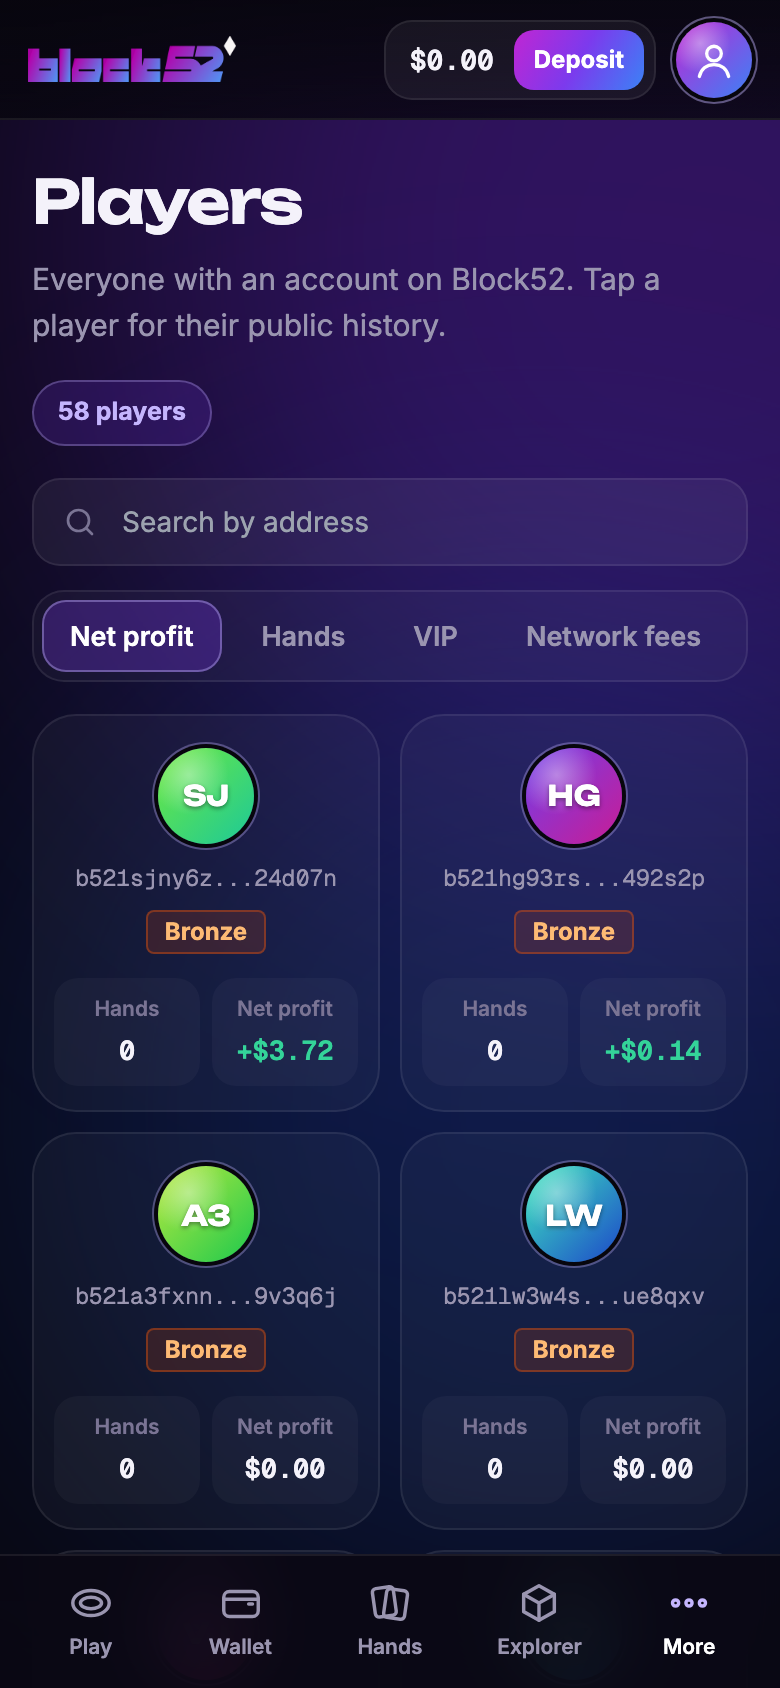 block52
$0.00
Deposit
Players
Everyone with an account on Block52. Tap a
player for their public history.
58 players
Search by address
Net profit
Hands
VIP
Network fees
SJ
b521sjny6z...24d07n
Bronze
Hands
Net profit
0
+$3.72
HG
b521hg93rs...492s2p
Bronze
Hands
Net profit
0
+$0.14
A3
b521a3fxnn...9v3q6j
Bronze
Hands
Net profit
0
$0.00
LW
b521lw3w4s...ue8qxv
Bronze
Hands
Net profit
0
$0.00
Play
Wallet
Hands
Explorer
More